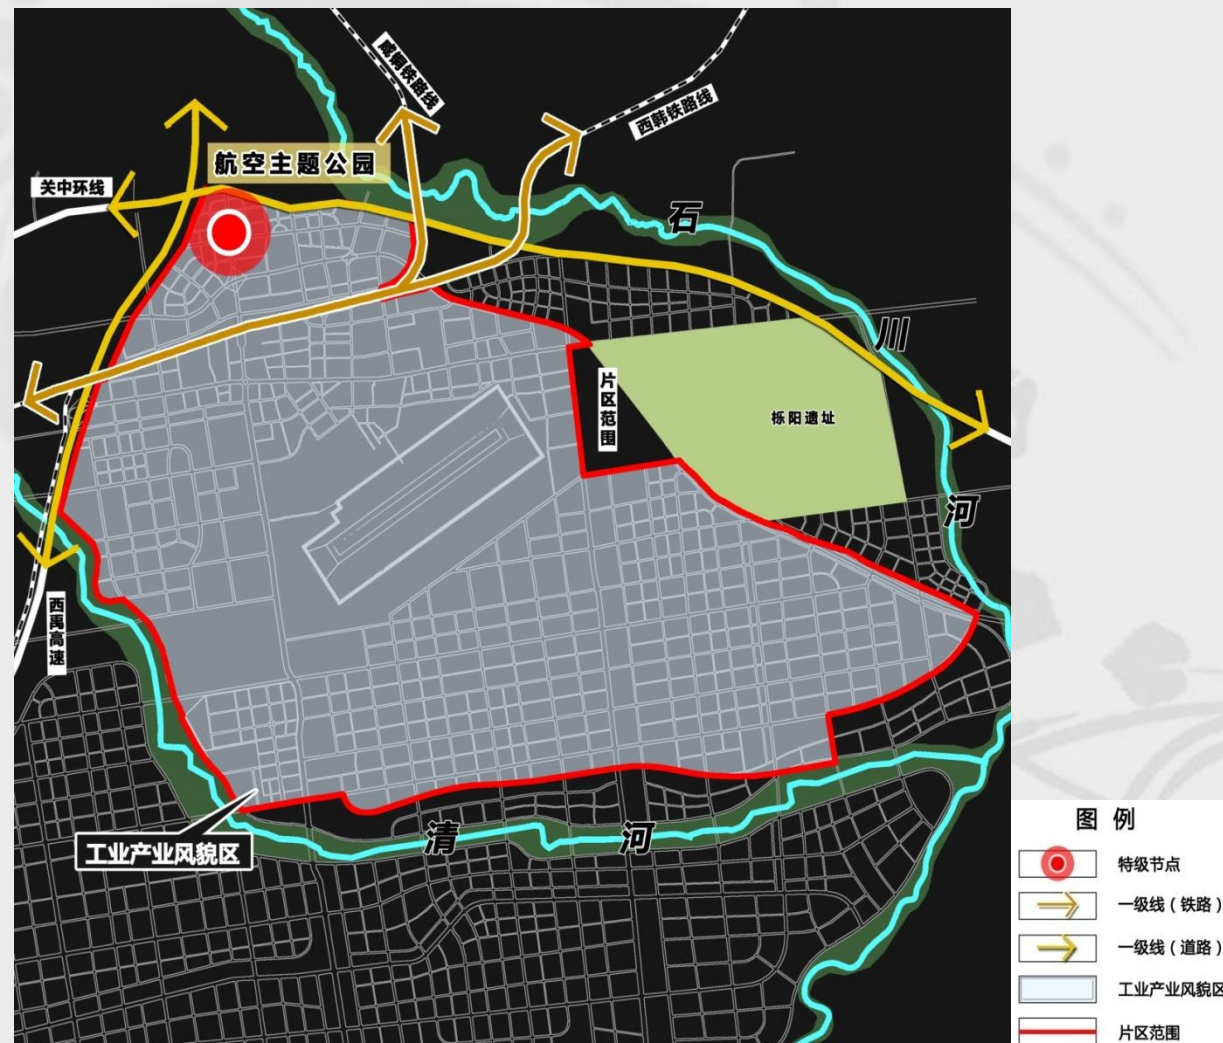 咸铜铁路线
西韩铁路线
航空主题公园
关中环线
石
川
河
片区范围
栎阳遗址
西禹高速
清
河
工业产业风貌区
图 例
特级节点
一级线（铁路）
一级线（道路）
工业产业风貌区
片区范围